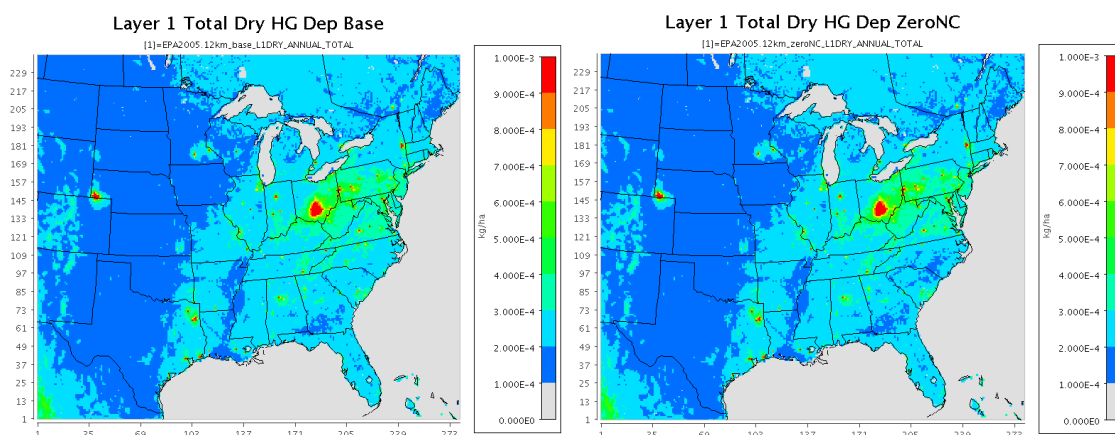 Layer 1 Total Dry HG Dep Base
[1]=EPA2005.12km_base_L1DRY_ANNUAL_TOTAL
229
217
205
193
181
169
157
145
133
121
109
97
85
73
61
49
37
25
13
1
1
25
69
103
137
171
205
239
273
1.000E-3
9.000E-4
8.000E-4
7.000E-4
6.000E-4
5.000E-4
4.000E-4
3.000E-4
2.000E-4
1.000E-4
0.000E0
kg/ha
Layer 1 Total Dry HG Dep ZeroNC
[1]=EPA2005.12km_zeroNC_L1DRY_ANNUAL_TOTAL
229
217
205
193
181
169
157
145
133
121
109
97
85
73
61
49
37
25
13
1
1
35
69
103
137
171
205
239
273
1.000E-3
9.000E-4
8.000E-4
7.000E-4
6.000E-4
5.000E-4
4.000E-4
3.000E-4
2.000E-4
1.000E-4
0.000E0
kg/ha